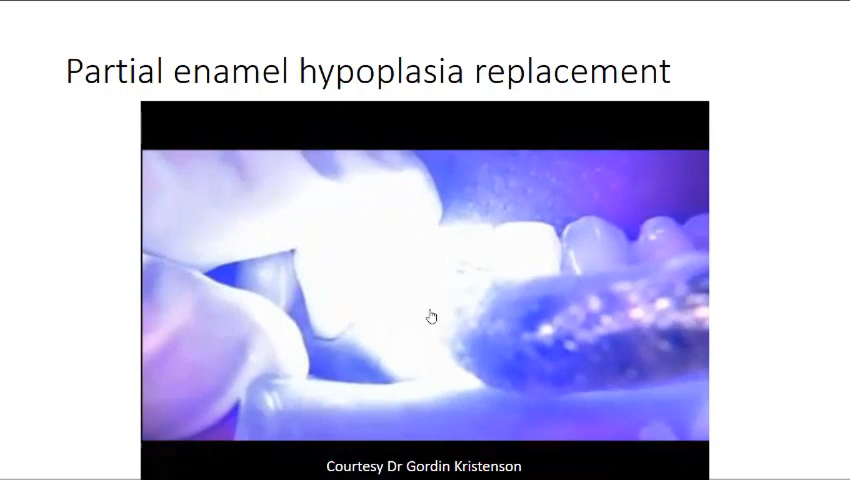 Partial enamel hypoplasia replacement
Courtesy Dr Gordin Kristenson